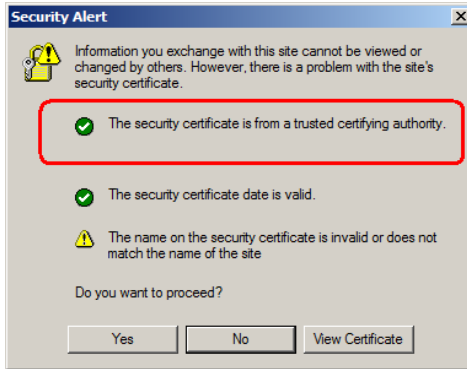 Security Alert
Information you exchange with this site cannot be viewed or
changed by others. However, there is a problem with the site's
security certificate.
The security certificate is from a trusted certifying authority.
The security certificate date is valid.
The name on the security certificate is invalid or does not
match the name of the site
Do you want to proceed?
Yes No View Certificate